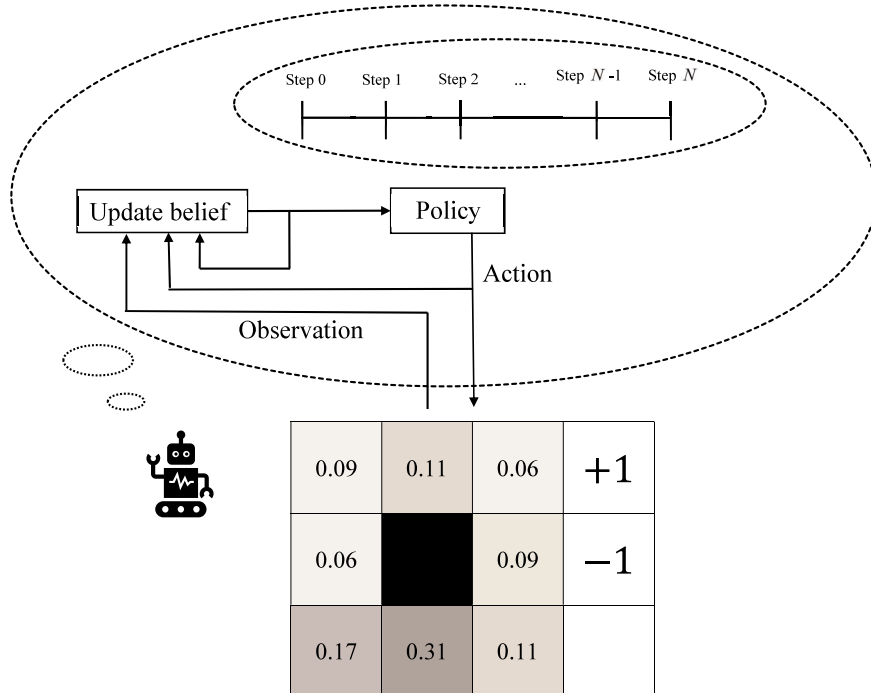 Step 0 Step 1 Step 2 ... Step N -1 Step N
Update belief
Policy
Action
Observation
0.09 0.11 0.06 +1
0.06 0.09 −1
0.17 0.31 0.11